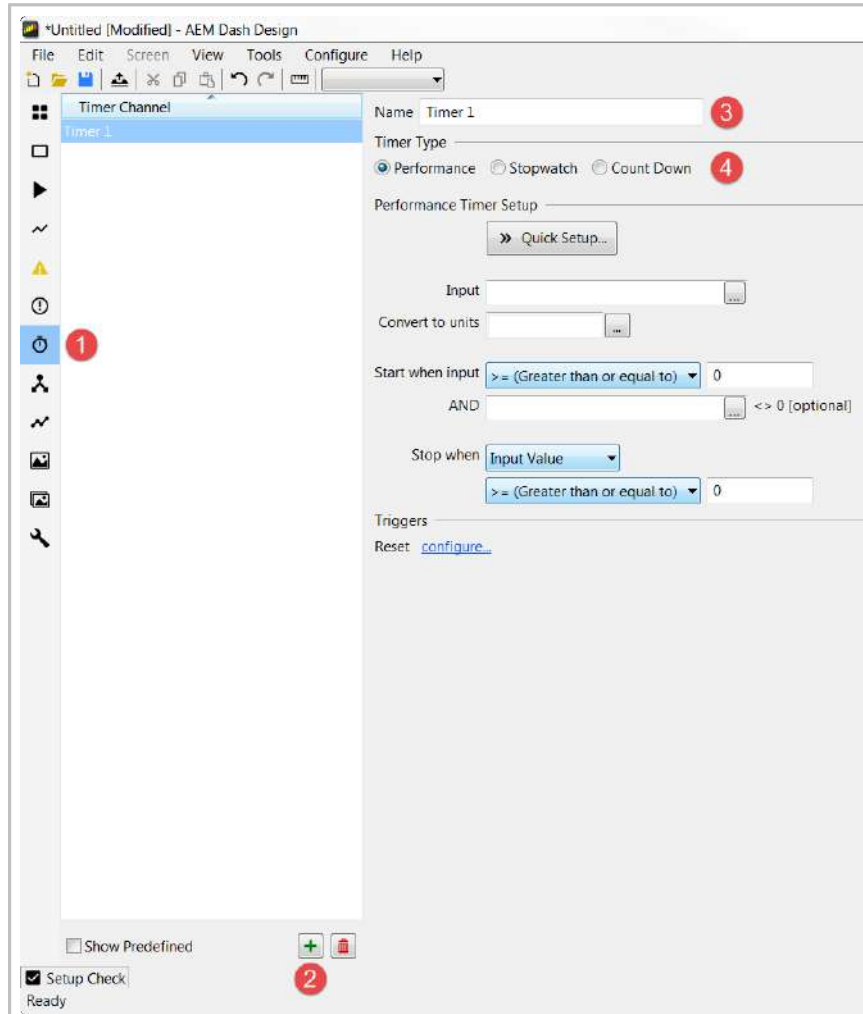 *Untitled [Modified] - AEM Dash Design
File Edit Screen View Tools Configure Help
Timer Channel
Timer 1
Name Timer 1 3
Timer Type
Performance Stopwatch Count Down 4
Performance Timer Setup
» Quick Setup...
Input ...
Convert to units ...
1
Start when input >= (Greater than or equal to) 0
AND ... <> 0 [optional]
Stop when Input Value
>= (Greater than or equal to) 0
Triggers
Reset configure...
Show Predefined
2
Setup Check
Ready